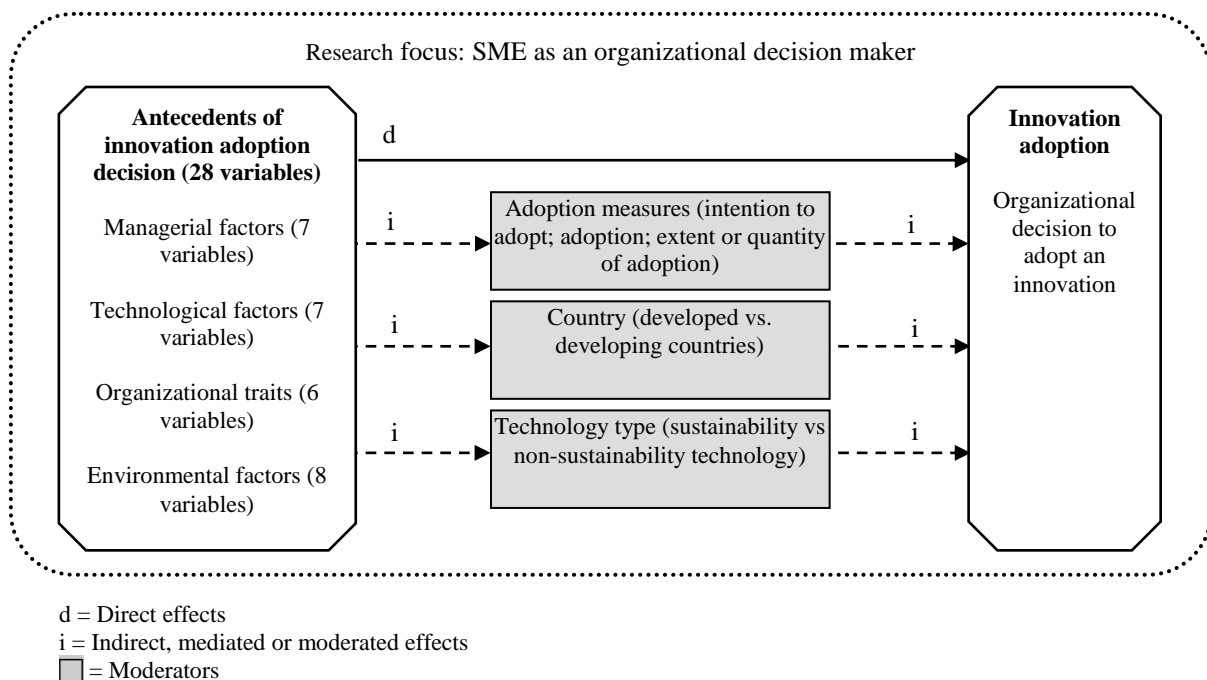 Research focus: SME as an organizational decision maker
Antecedents of
innovation adoption
decision (28 variables)
Managerial factors (7
variables)
Technological factors (7
variables)
Organizational traits (6
variables)
Environmental factors (8
variables)
d
i
Adoption measures (intention to
adopt; adoption; extent or quantity
of adoption)
i
i
Country (developed vs.
developing countries)
i
i
Technology type (sustainability vs
non-sustainability technology)
i
Innovation
adoption
Organizational
decision to
adopt an
innovation
d = Direct effects
i = Indirect, mediated or moderated effects
= Moderators